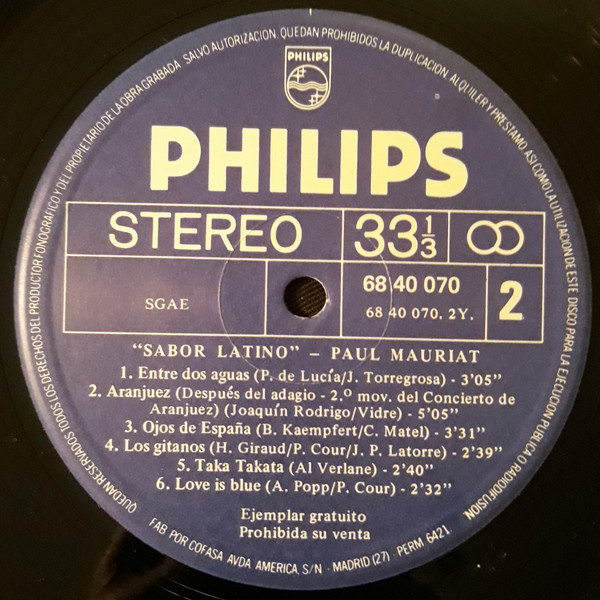 QUEDAN RESERVADOS TODOS LOS DERECHOS DEL PRODUCTOR FONOGRAFICO Y DEL PROPIETARIO DE LA OBRA GRABADA. SALVO AUTORIZACION, QUEDAN PROHIBIDOS LA DUPLICACION, ALQUILER Y PRESTAMO, ASI COMO LA UTILIZACION DE ESTE DISCO PARA LA EJECUCION PUBLICA O RADIODIFUSION.
PHILIPS
PHILIPS
STEREO 33 1/3
68 40 070 2
SGAE 68 40 070. 2Y.
"SABOR LATINO" - PAUL MAURIAT
1. Entre dos aguas (P. de Lucía/J. Torregrosa) - 3'05"
2. Aranjuez (Después del adagio - 2.º mov. del Concierto de
Aranjuez) (Joaquín Rodrigo/Vidre) - 5'05"
3. Ojos de España (B. Kaempfert/C. Matel) - 3'31"
4. Los gitanos (H. Giraud/P. Cour/J. P. Latorre) - 2'39"
5. Taka Takata (Al Verlane) - 2'40"
6. Love is blue (A. Popp/P. Cour) - 2'32"
Ejemplar gratuito
Prohibida su venta
FAB POR COFASA AVDA AMERICA, S/N - MADRID (27) - PERM 6421.